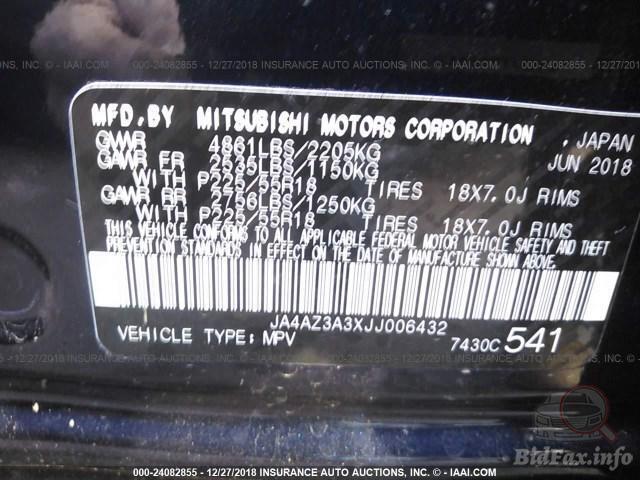 000-24082855 - 12/27/2018 INSURANCE AUTO AUCTIONS, INC. - IAAI.COM
MFD.BY MITSUBISHI MOTORS CORPORATION , JAPAN
GVWR 4861LBS/2205KG JUN 2018
GAWR FR 2535LBS/1150KG
WITH P225/55R18 TIRES 18X7.0J RIMS
GAWR RR 2756LBS/1250KG
WITH P225/55R18 TIRES 18X7.0J RIMS
THIS VEHICLE CONFORMS TO ALL APPLICABLE FEDERAL MOTOR VEHICLE SAFETY AND THEFT
PREVENTION STANDARDS IN EFFECT ON THE DATE OF MANUFACTURE SHOWN ABOVE.
000-24082855 - 12/27/2018 INSURANCE AUTO AUCTIONS, INC. - IAAI.COM
JA4AZ3A3XJJ006432
VEHICLE TYPE: MPV 7430C 541
BidFax.info
000-24082855 - 12/27/2018 INSURANCE AUTO AUCTIONS, INC. - IAAI.COM